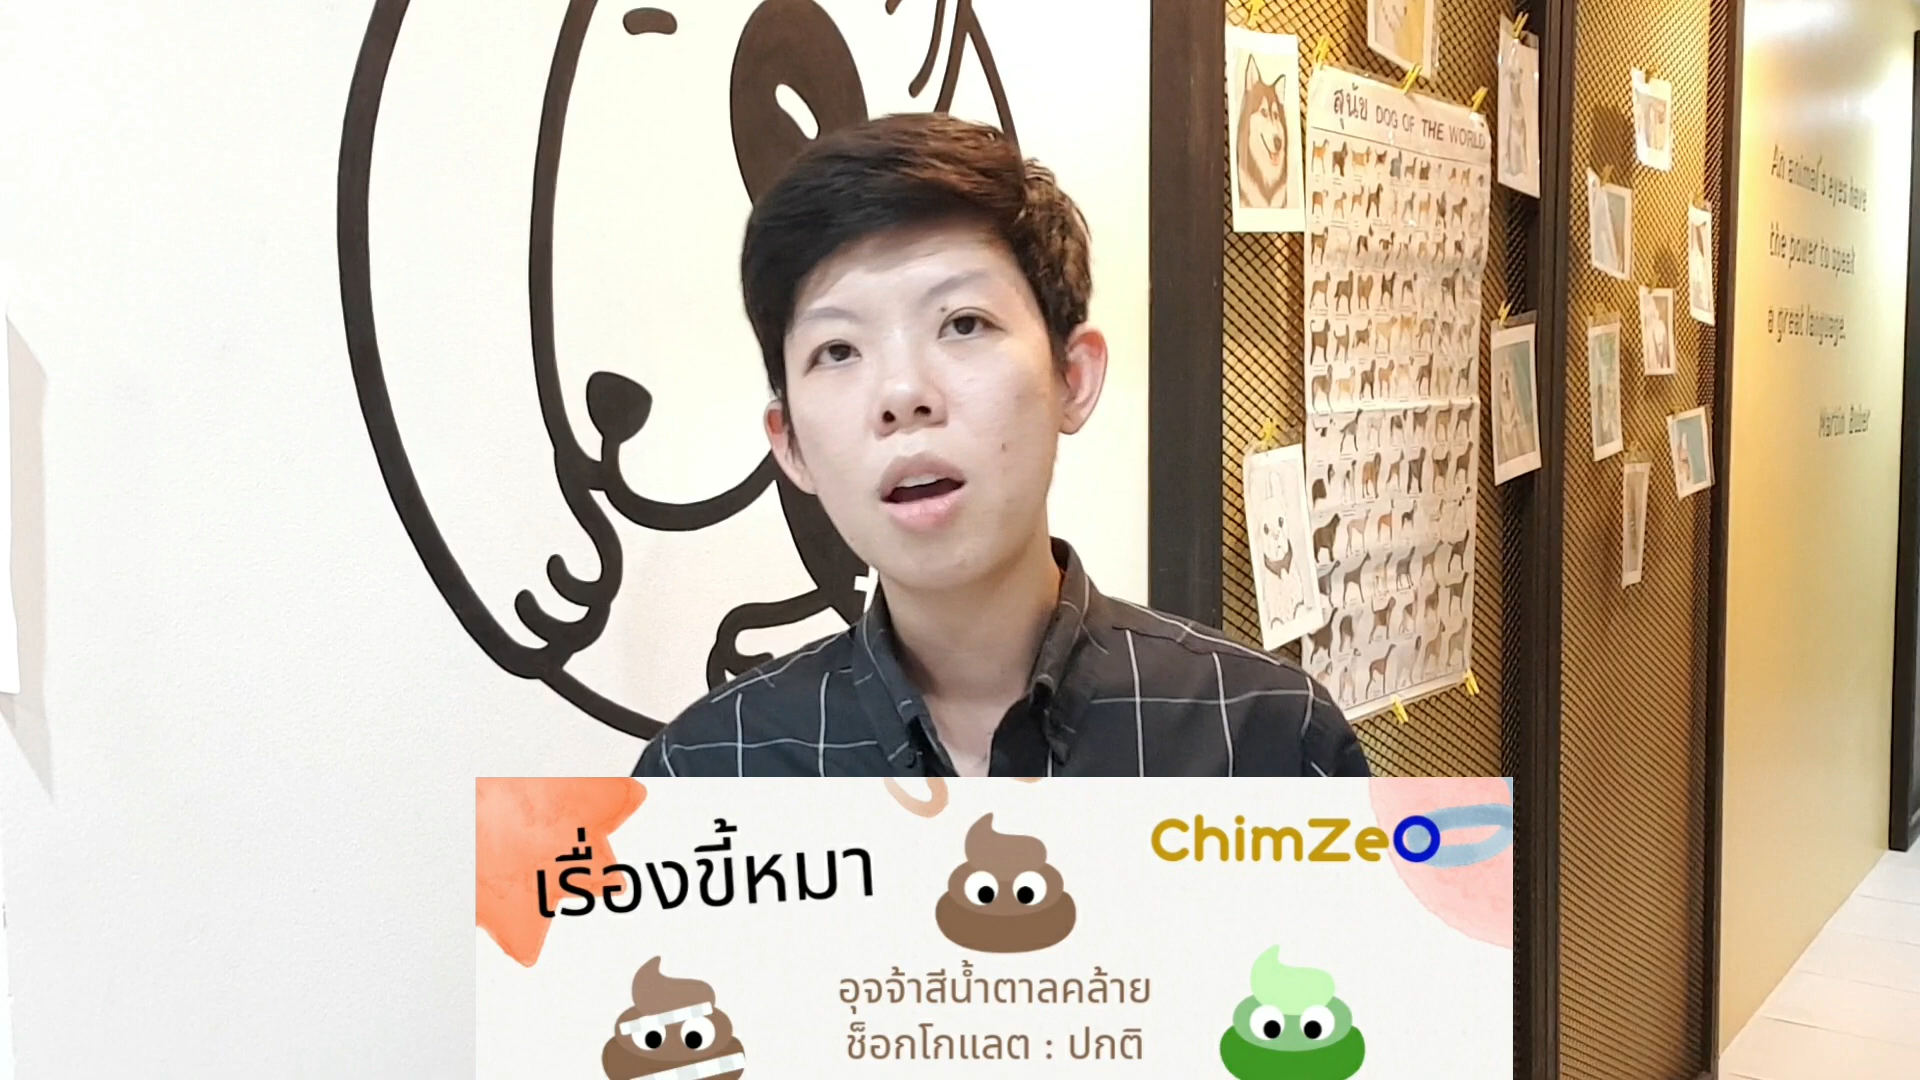 สุนัข DOG OF THE WORLD
An animal's eyes have
the power to speak
a great language.
Martin Buber
เรื่องขี้หมา
ChimZeO
อุจจ้าสีน้ำตาลคล้าย
ช็อกโกแลต : ปกติ